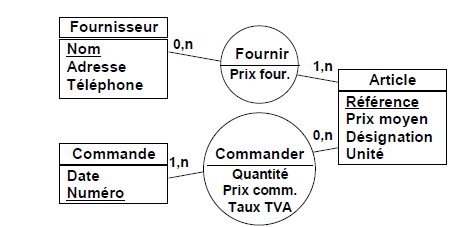 Fournisseur
Nom
Adresse
Téléphone
0,n
Fournir
Prix four.
1,n
Article
Référence
Prix moyen
Désignation
Unité
0,n
Commander
Quantité
Prix comm.
Taux TVA
1,n
Commande
Date
Numéro